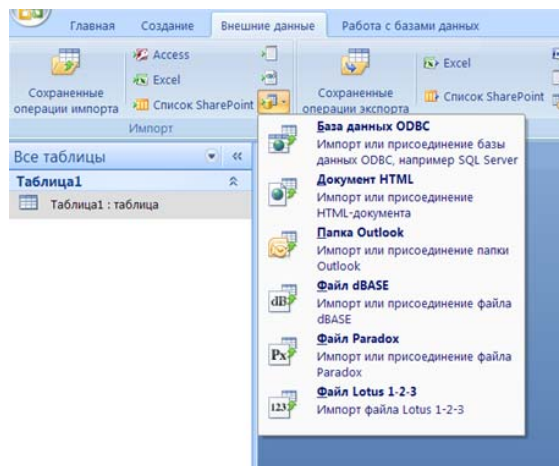 Главная Создание Внешние данные Работа с базами данных
Access
Excel
Список SharePoint
Сохраненные
операции импорта
Импорт
Сохраненные
операции экспорта
Excel
Список SharePoint
Все таблицы
Таблица1
Таблица1 : таблица
База данных ODBC
Импорт или присоединение базы
данных ODBC, например SQL Server
Документ HTML
Импорт или присоединение
HTML-документа
Папка Outlook
Импорт или присоединение папки
Outlook
Файл dBASE
Импорт или присоединение файла
dBASE
Файл Paradox
Импорт или присоединение файла
Paradox
Файл Lotus 1-2-3
Импорт файла Lotus 1-2-3
dB
Px
123